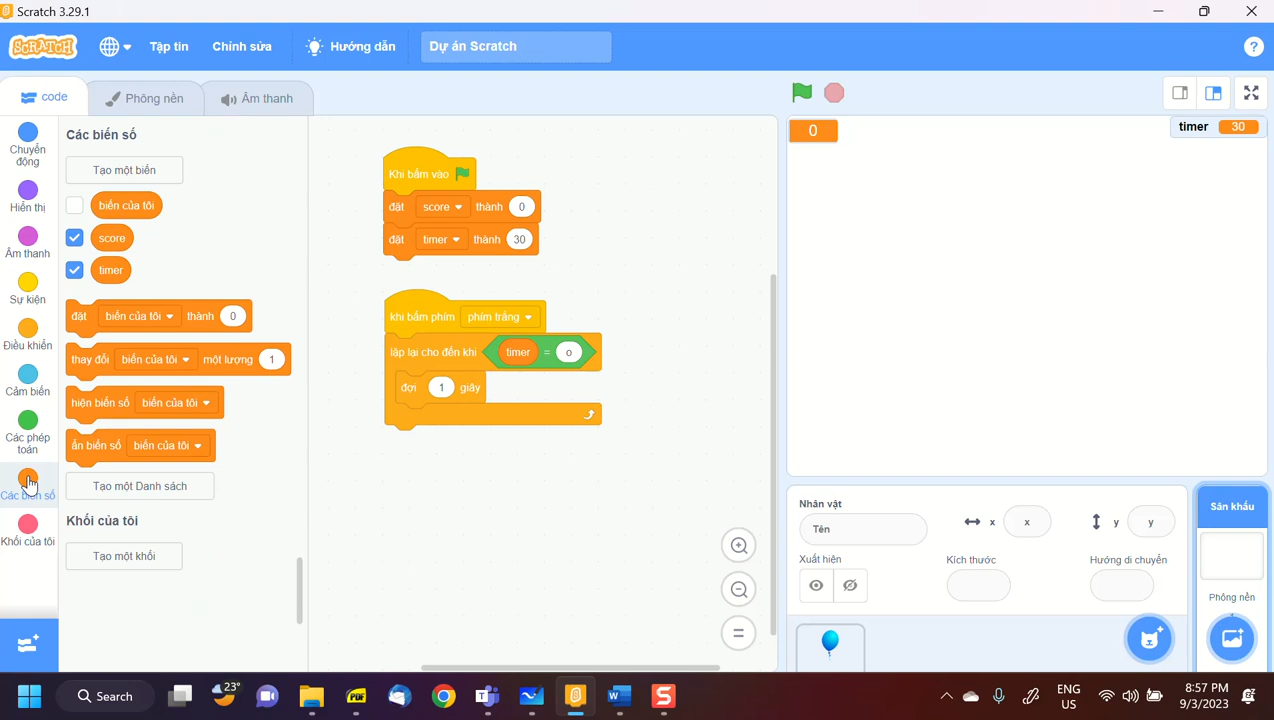 Scratch 3.29.1
SCRATCH
Tập tin
Chỉnh sửa
Hướng dẫn
Dự án Scratch
?
code
Phông nền
Âm thanh
Chuyển động
Hiển thị
Âm thanh
Sự kiện
Điều khiển
Cảm biến
Các phép toán
Các biến số
Khối của tôi
Các biến số
Tạo một biến
biến của tôi
score
timer
đặt biến của tôi thành 0
thay đổi biến của tôi một lượng 1
hiện biến số biến của tôi
ẩn biến số biến của tôi
Tạo một Danh sách
Khối của tôi
Tạo một khối
Khi bấm vào
đặt score thành 0
đặt timer thành 30
khi bấm phím phím trắng
lặp lại cho đến khi timer = o
đợi 1 giây
0
timer 30
Nhân vật
Tên
x x
y y
Xuất hiện
Kích thước
Hướng di chuyển
Sân khấu
Phông nền
Search
23°
PDF
ENG
US
8:57 PM
9/3/2023